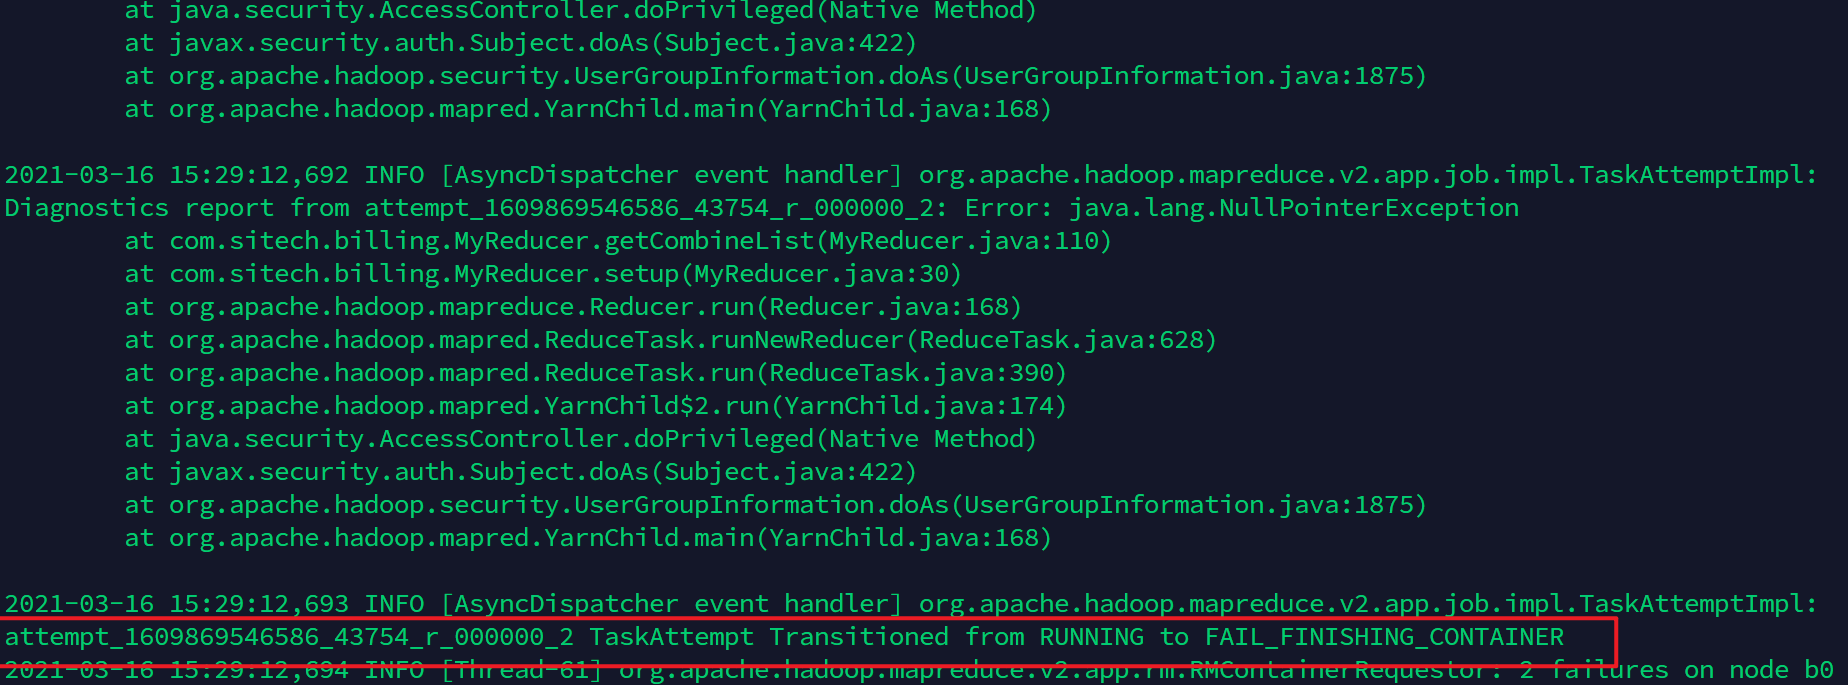 at java.security.AccessController.doPrivileged(Native Method)
at javax.security.auth.Subject.doAs(Subject.java:422)
at org.apache.hadoop.security.UserGroupInformation.doAs(UserGroupInformation.java:1875)
at org.apache.hadoop.mapred.YarnChild.main(YarnChild.java:168)
2021-03-16 15:29:12,692 INFO [AsyncDispatcher event handler] org.apache.hadoop.mapreduce.v2.app.job.impl.TaskAttemptImpl:
Diagnostics report from attempt_1609869546586_43754_r_000000_2: Error: java.lang.NullPointerException
at com.sitech.billing.MyReducer.getCombineList(MyReducer.java:110)
at com.sitech.billing.MyReducer.setup(MyReducer.java:30)
at org.apache.hadoop.mapreduce.Reducer.run(Reducer.java:168)
at org.apache.hadoop.mapred.ReduceTask.runNewReducer(ReduceTask.java:628)
at org.apache.hadoop.mapred.ReduceTask.run(ReduceTask.java:390)
at org.apache.hadoop.mapred.YarnChild$2.run(YarnChild.java:174)
at java.security.AccessController.doPrivileged(Native Method)
at javax.security.auth.Subject.doAs(Subject.java:422)
at org.apache.hadoop.security.UserGroupInformation.doAs(UserGroupInformation.java:1875)
at org.apache.hadoop.mapred.YarnChild.main(YarnChild.java:168)
2021-03-16 15:29:12,693 INFO [AsyncDispatcher event handler] org.apache.hadoop.mapreduce.v2.app.job.impl.TaskAttemptImpl:
attempt_1609869546586_43754_r_000000_2 TaskAttempt Transitioned from RUNNING to FAIL_FINISHING_CONTAINER
2021-03-16 15:29:12,694 INFO [Thread-61] org.apache.hadoop.mapreduce.v2.app.rm.RMContainerRequestor: 2 failures on node b0